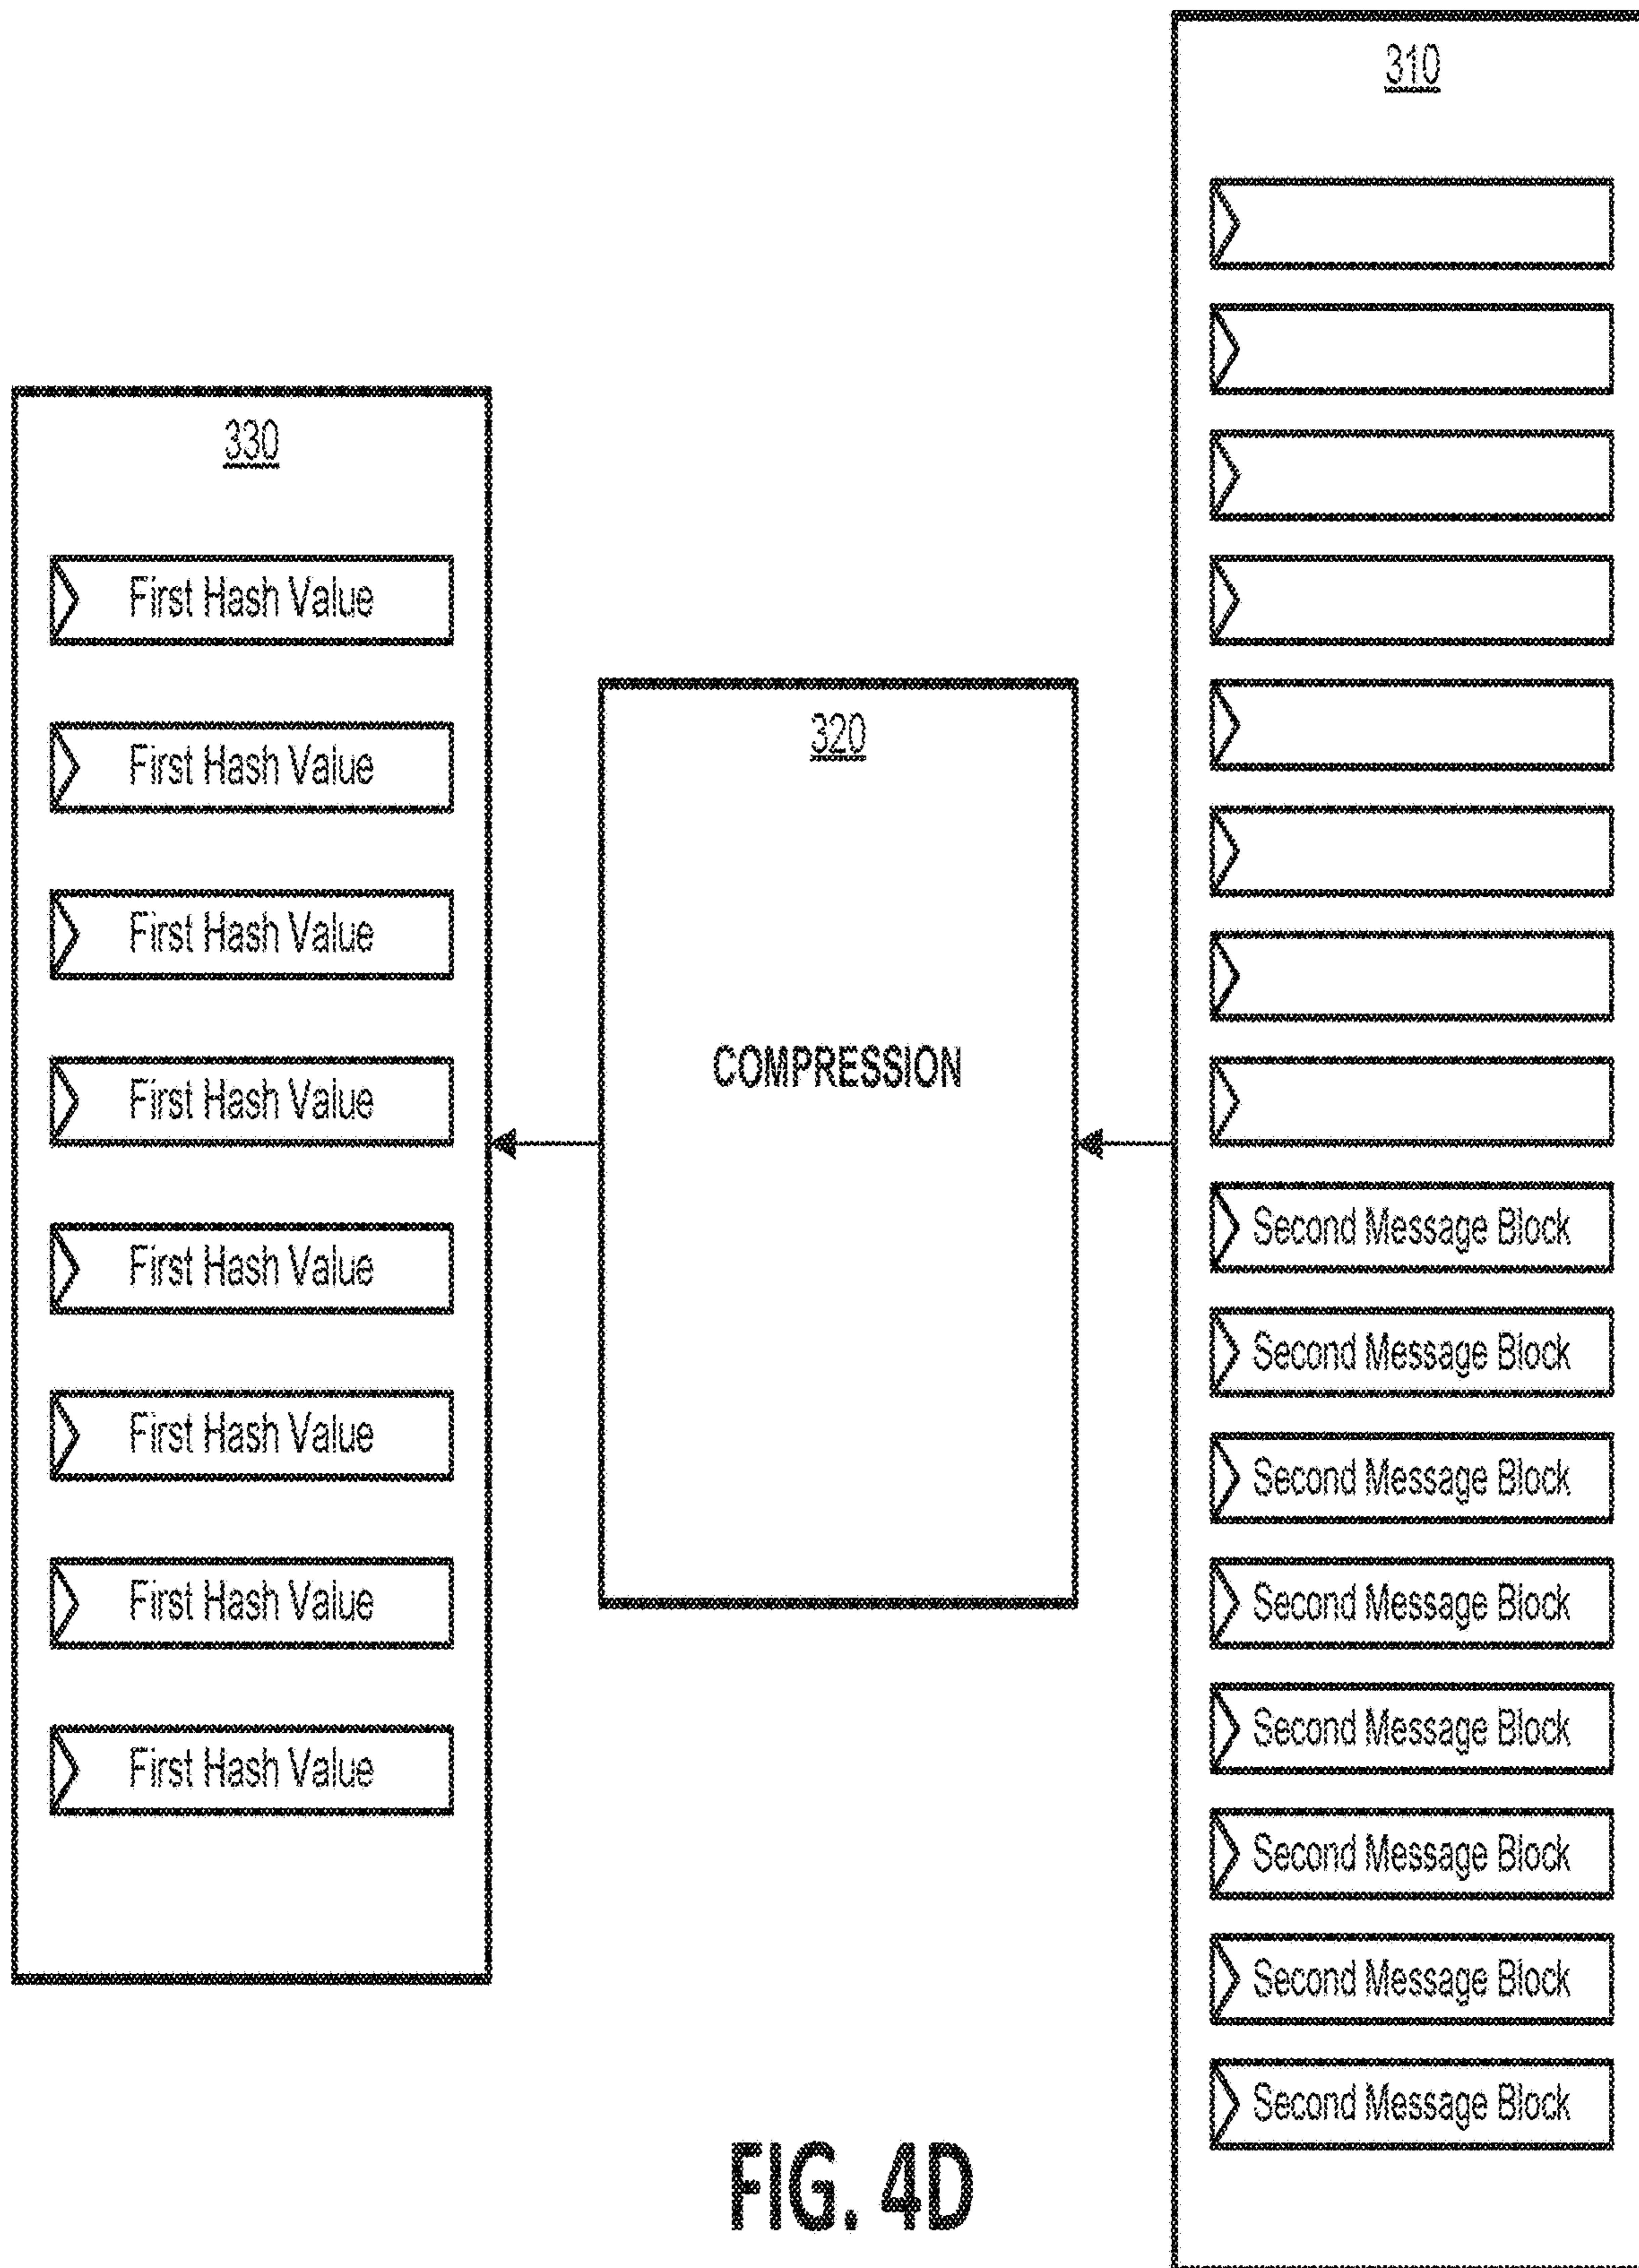 330
First Hash Value
First Hash Value
First Hash Value
First Hash Value
First Hash Value
First Hash Value
First Hash Value
First Hash Value
320
COMPRESSION
310
Second Message Block
Second Message Block
Second Message Block
Second Message Block
Second Message Block
Second Message Block
Second Message Block
Second Message Block
FIG. 4D